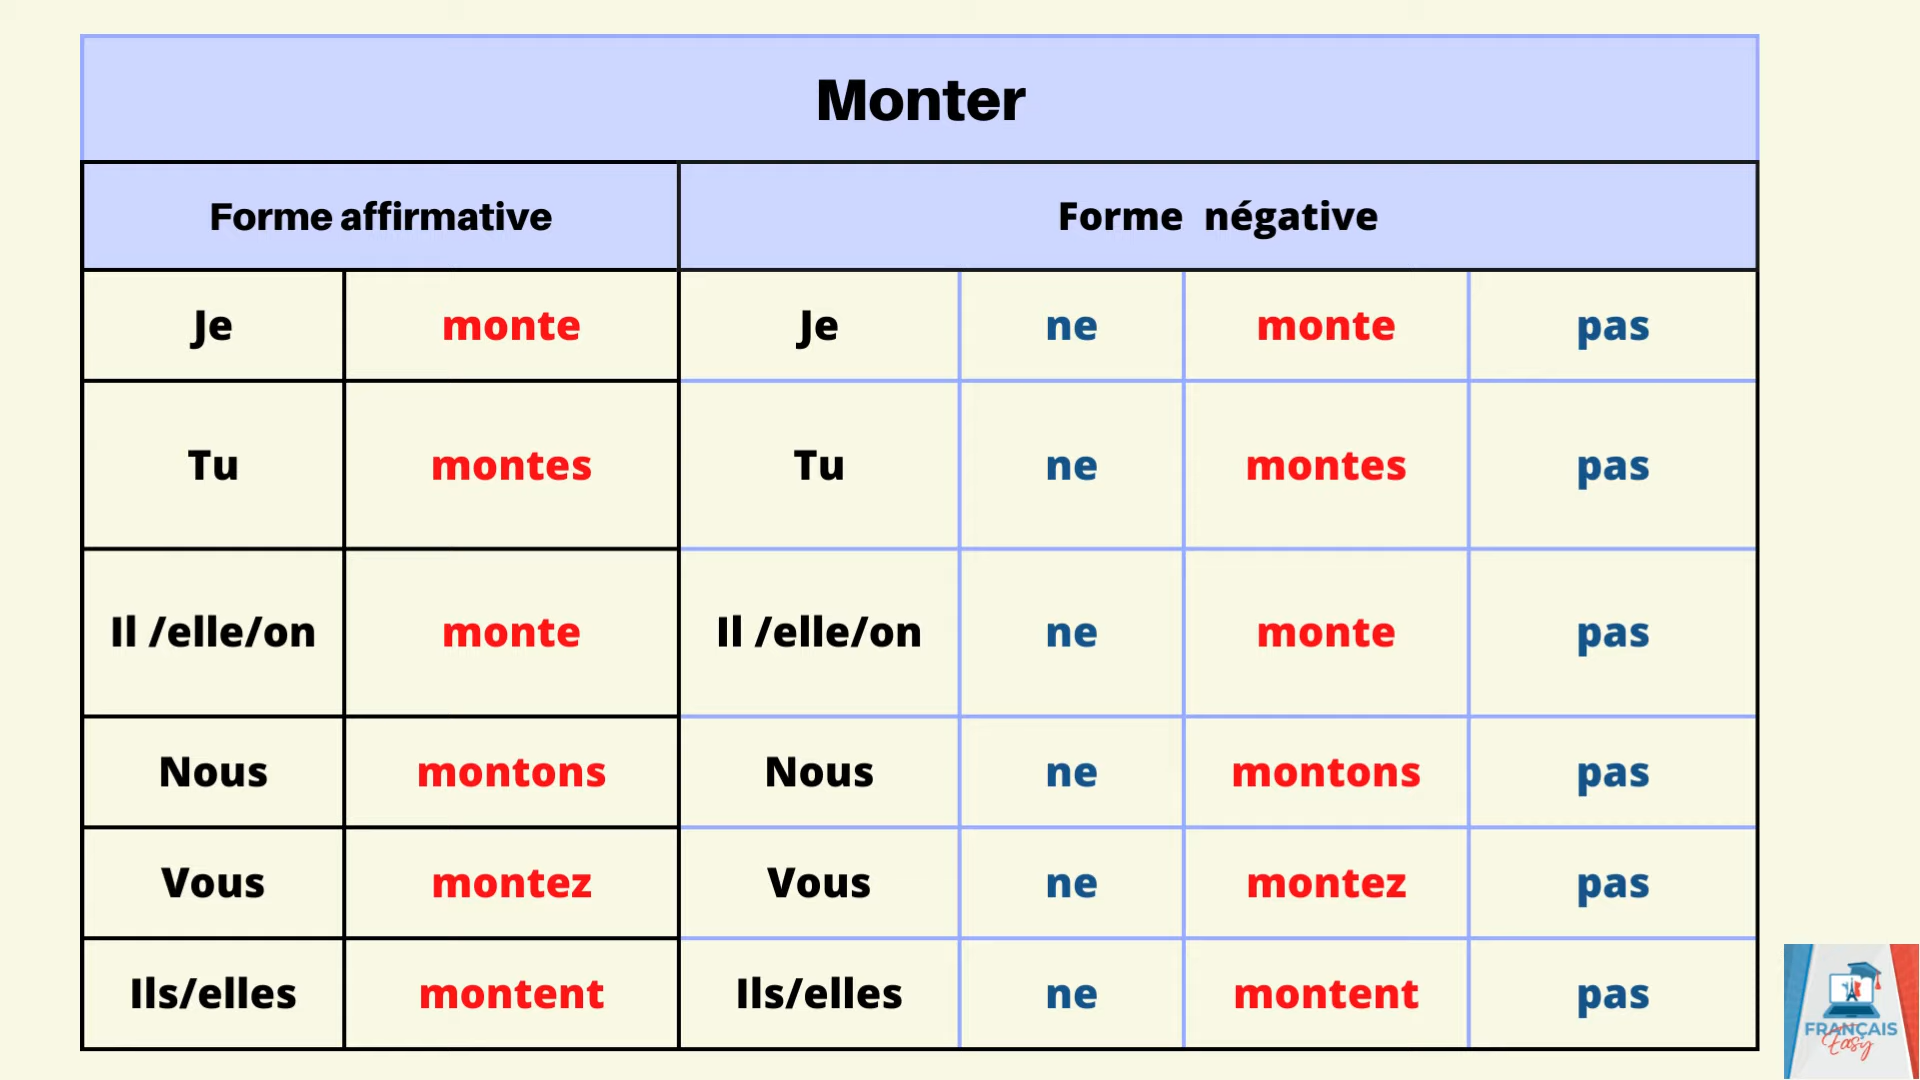 Monter
Forme affirmative Forme négative
Je monte Je ne monte pas
Tu montes Tu ne montes pas
Il /elle/on monte Il /elle/on ne monte pas
Nous montons Nous ne montons pas
Vous montez Vous ne montez pas
Ils/elles montent Ils/elles ne montent pas
FRANÇAIS
Easy